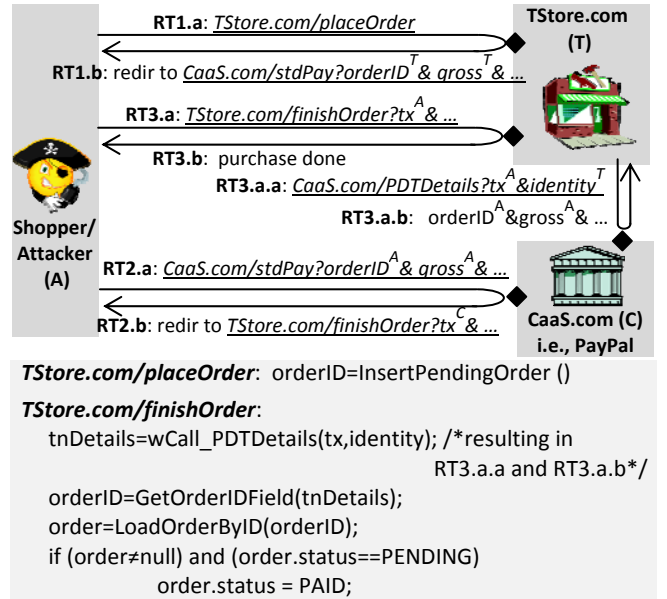 RT1.a: TStore.com/placeOrder
TStore.com
(T)
RT1.b: redir to CaaS.com/stdPay?orderID^T& gross^T& …
RT3.a: TStore.com/finishOrder?tx^A& …
RT3.b: purchase done
RT3.a.a: CaaS.com/PDTDetails?tx^A&identity^T
RT3.a.b: orderID^A&gross^A& …
Shopper/
Attacker
(A)
RT2.a: CaaS.com/stdPay?orderID^A& gross^A& …
RT2.b: redir to TStore.com/finishOrder?tx^C& …
CaaS.com (C)
i.e., PayPal
TStore.com/placeOrder: orderID=InsertPendingOrder ()
TStore.com/finishOrder:
tnDetails=wCall_PDTDetails(tx,identity); /*resulting in
RT3.a.a and RT3.a.b*/
orderID=GetOrderIDField(tnDetails);
order=LoadOrderByID(orderID);
if (order≠null) and (order.status==PENDING)
order.status = PAID;